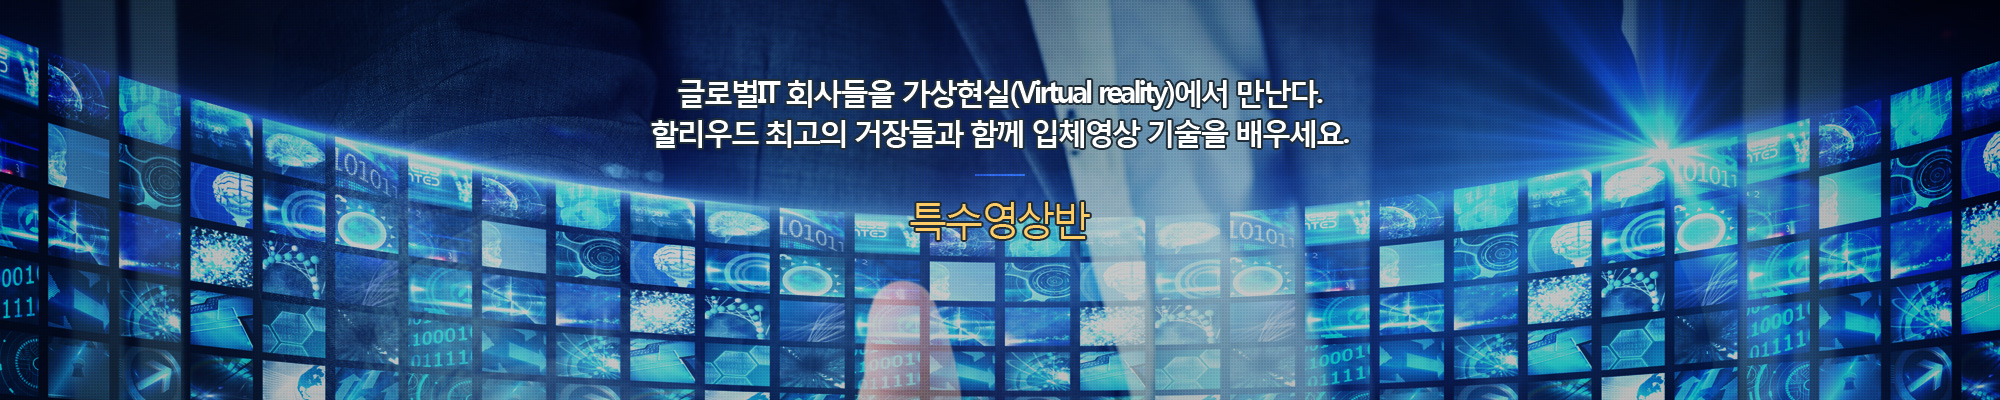 글로벌IT 회사들을 가상현실(Virtual reality)에서 만난다.
할리우드 최고의 거장들과 함께 입체영상 기술을 배우세요.
특수영상반